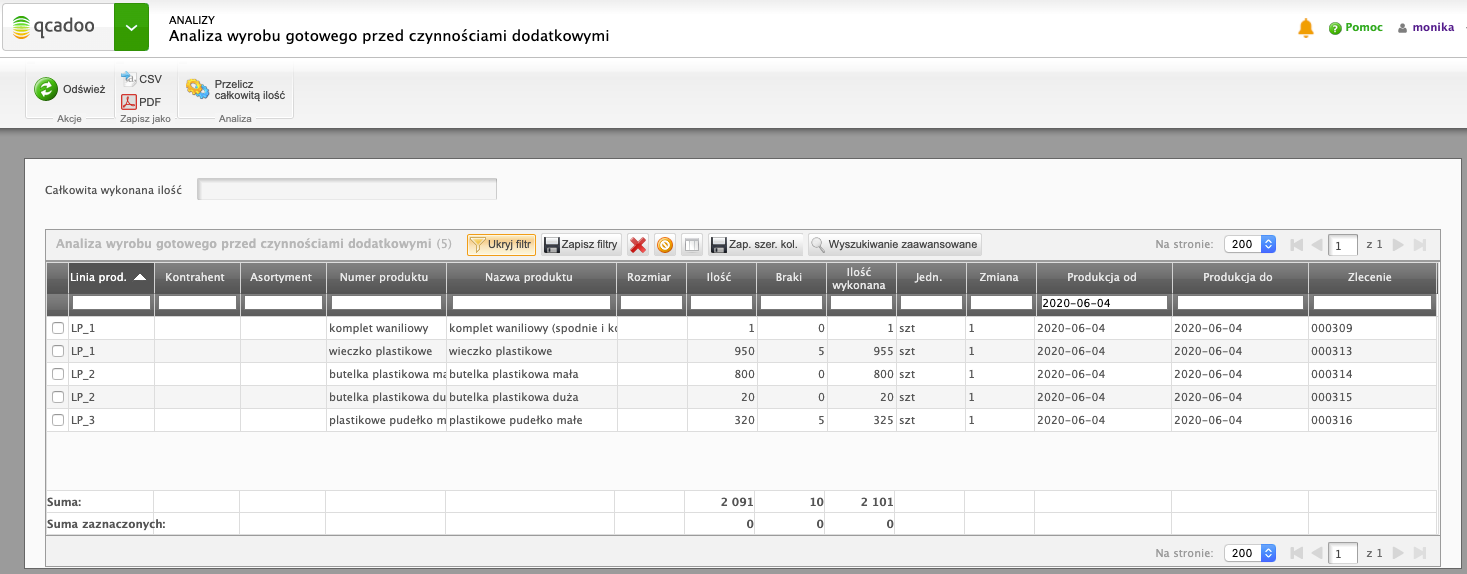 qcadoo
ANALIZY
Analiza wyrobu gotowego przed czynnościami dodatkowymi
Pomoc
monika
Odśwież
CSV
PDF
Przelicz
całkowitą ilość
Akcje
Zapisz jako
Analiza
Całkowita wykonana ilość
Analiza wyrobu gotowego przed czynnościami dodatkowymi (5) Ukryj filtr Zapisz filtry Zap. szer. kol. Wyszukiwanie zaawansowane Na stronie: 200 1 z 1
Linia prod. Kontrahent Asortyment Numer produktu Nazwa produktu Rozmiar Ilość Braki Ilość wykonana Jedn. Zmiana Produkcja od Produkcja do Zlecenie
2020-06-04
LP_1 komplet waniliowy komplet waniliowy (spodnie i ko 1 0 1 szt 1 2020-06-04 2020-06-04 000309
LP_1 wieczko plastikowe wieczko plastikowe 950 5 955 szt 1 2020-06-04 2020-06-04 000313
LP_2 butelka plastikowa ma butelka plastikowa mała 800 0 800 szt 1 2020-06-04 2020-06-04 000314
LP_2 butelka plastikowa du butelka plastikowa duża 20 0 20 szt 1 2020-06-04 2020-06-04 000315
LP_3 plastikowe pudełko m plastikowe pudełko małe 320 5 325 szt 1 2020-06-04 2020-06-04 000316
Suma: 2 091 10 2 101
Suma zaznaczonych: 0 0 0
Na stronie: 200 1 z 1